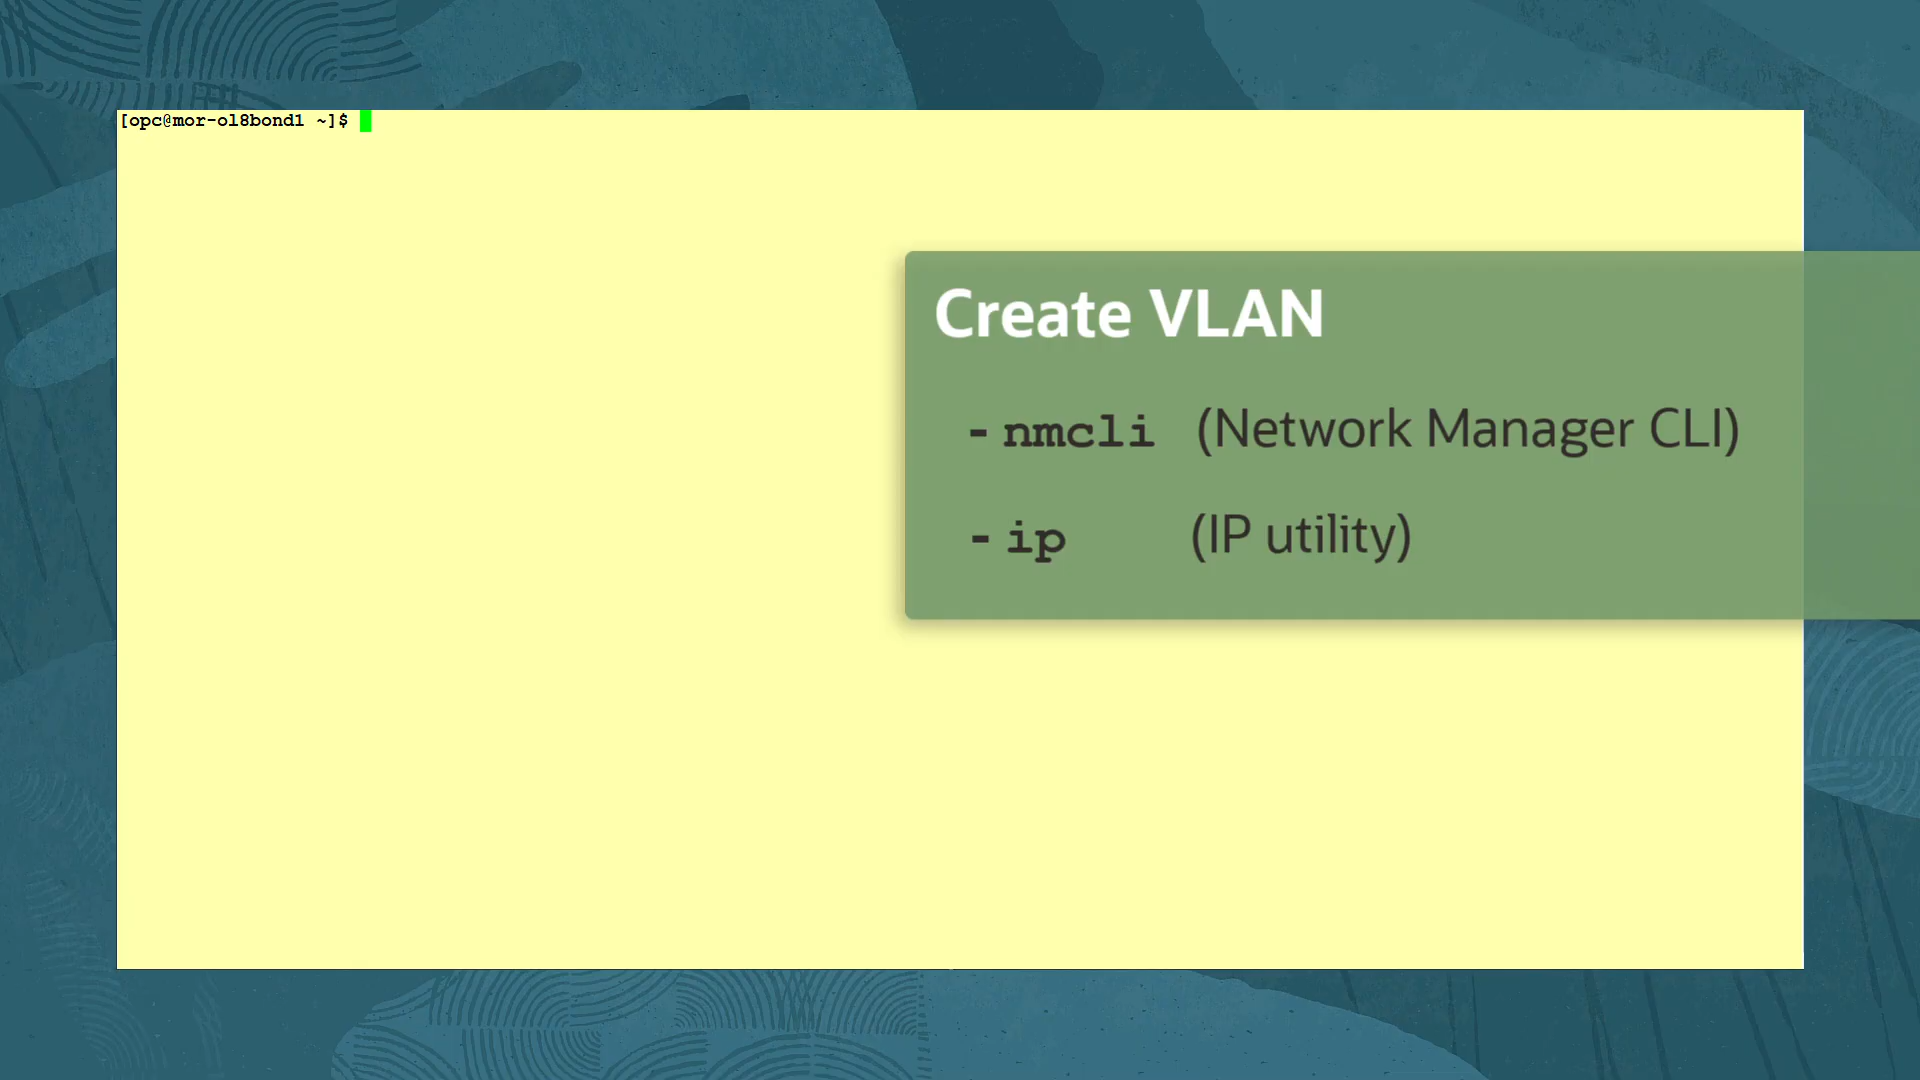 [opc@mor-ol8bond1 ~]$
Create VLAN
- nmcli (Network Manager CLI)
- ip (IP utility)